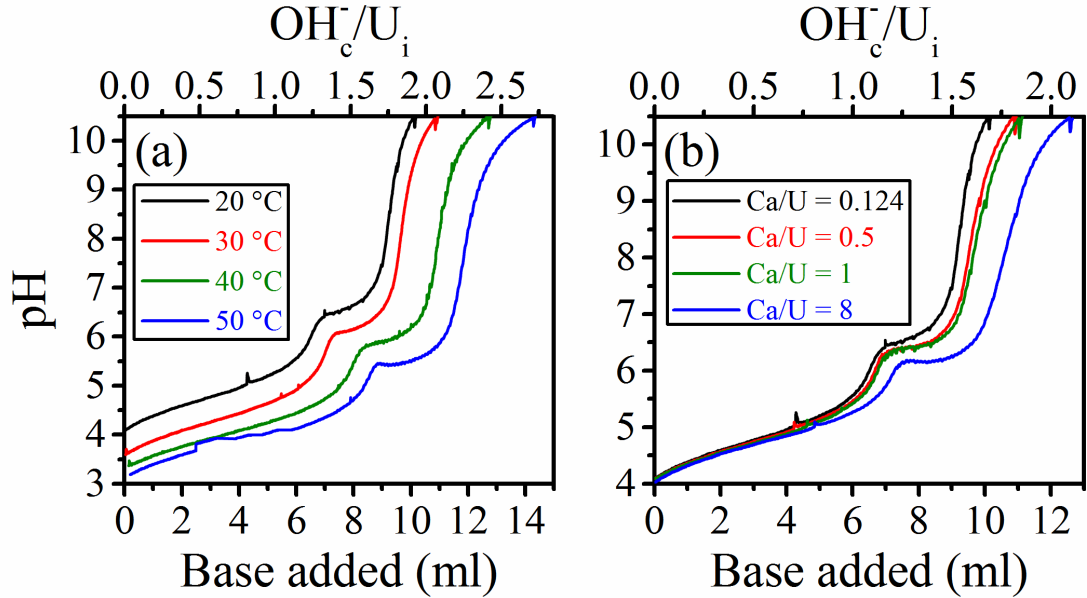 OH⁻c/Ui
0.0 0.5 1.0 1.5 2.0 2.5
(a)
20 °C
30 °C
40 °C
50 °C
10
9
8
7
6
5
4
3
pH
0 2 4 6 8 10 12 14
Base added (ml)
OH⁻c/Ui
0.0 0.5 1.0 1.5 2.0
(b)
Ca/U = 0.124
Ca/U = 0.5
Ca/U = 1
Ca/U = 8
10
9
8
7
6
5
4
0 2 4 6 8 10 12
Base added (ml)